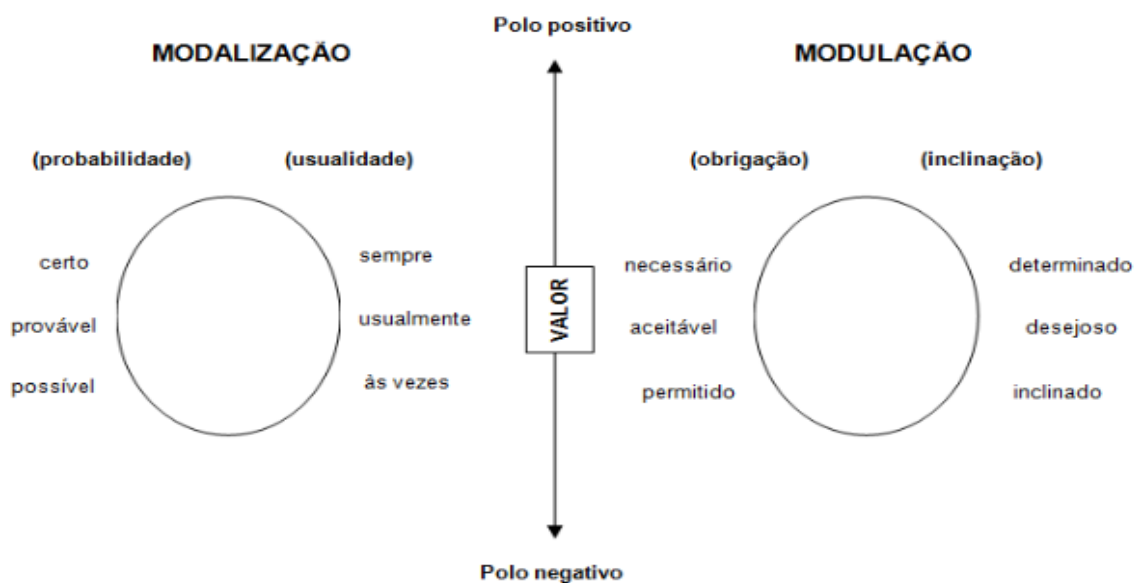 Polo positivo
MODALIZAÇÃO
MODULAÇÃO
(probabilidade)
(usualidade)
(obrigação)
(inclinação)
certo
provável
possível
sempre
usualmente
às vezes
VALOR
necessário
aceitável
permitido
determinado
desejoso
inclinado
Polo negativo